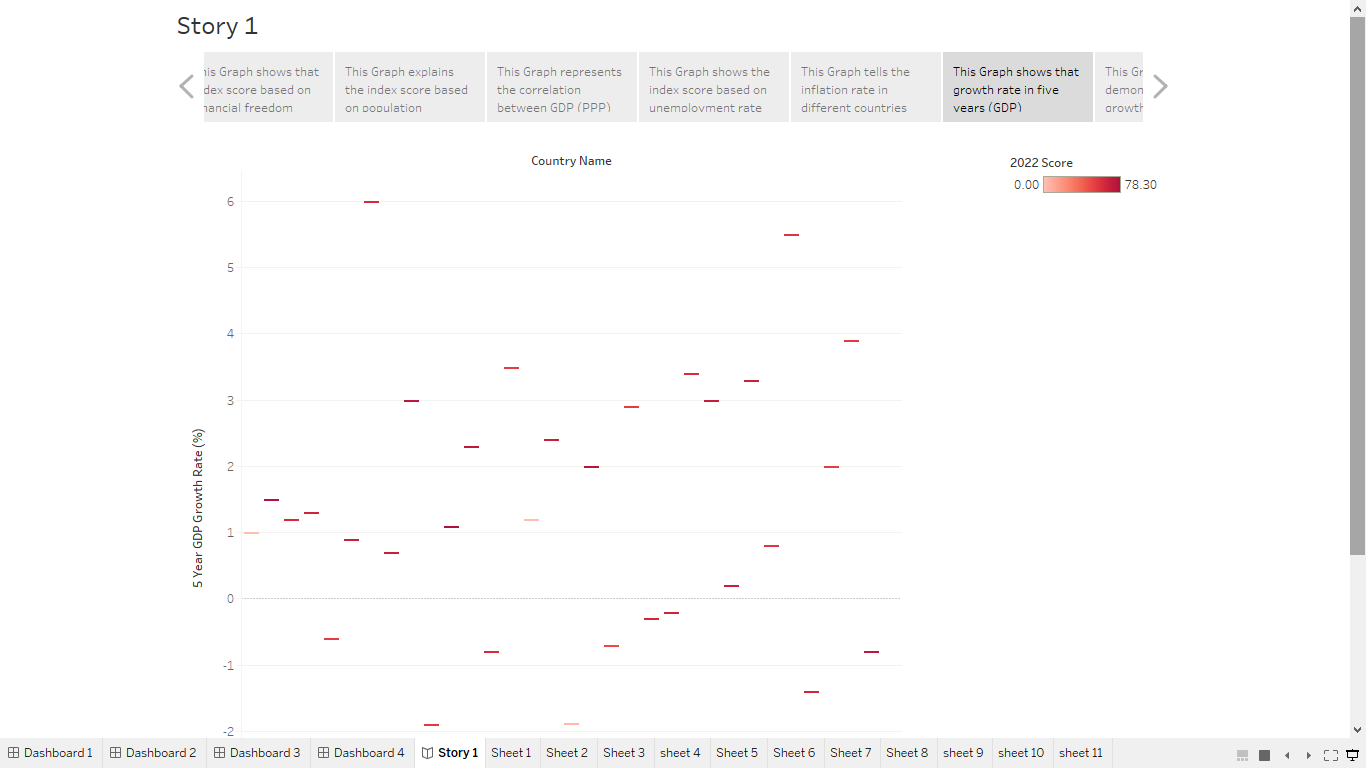 Story 1
his Graph shows that
dex score based on
nancial freedom
This Graph explains
the index score based
on population
This Graph represents
the correlation
between GDP (PPP)
This Graph shows the
index score based on
unemployment rate
This Graph tells the
inflation rate in
different countries
This Graph shows that
growth rate in five
years (GDP)
This Gr
demon
growth
Country Name
2022 Score
0.00 78.30
5 Year GDP Growth Rate (%)
6
5
4
3
2
1
0
-1
-2
Dashboard 1 Dashboard 2 Dashboard 3 Dashboard 4 Story 1 Sheet 1 Sheet 2 Sheet 3 sheet 4 Sheet 5 Sheet 6 Sheet 7 Sheet 8 sheet 9 sheet 10 sheet 11